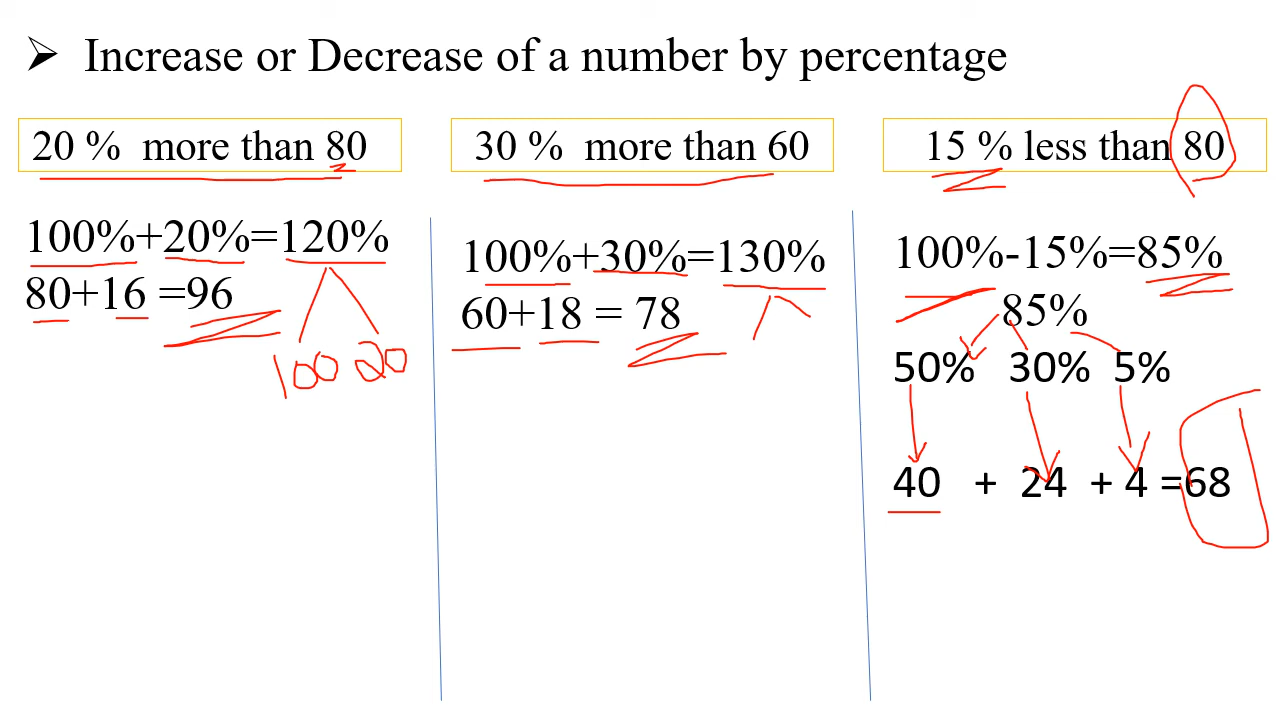 ➢ Increase or Decrease of a number by percentage
20 % more than 80
100%+20%=120%
80+16 =96
100 20
30 % more than 60
100%+30%=130%
60+18 = 78
15 % less than 80
100%-15%=85%
85%
50% 30% 5%
40 + 24 + 4 =68